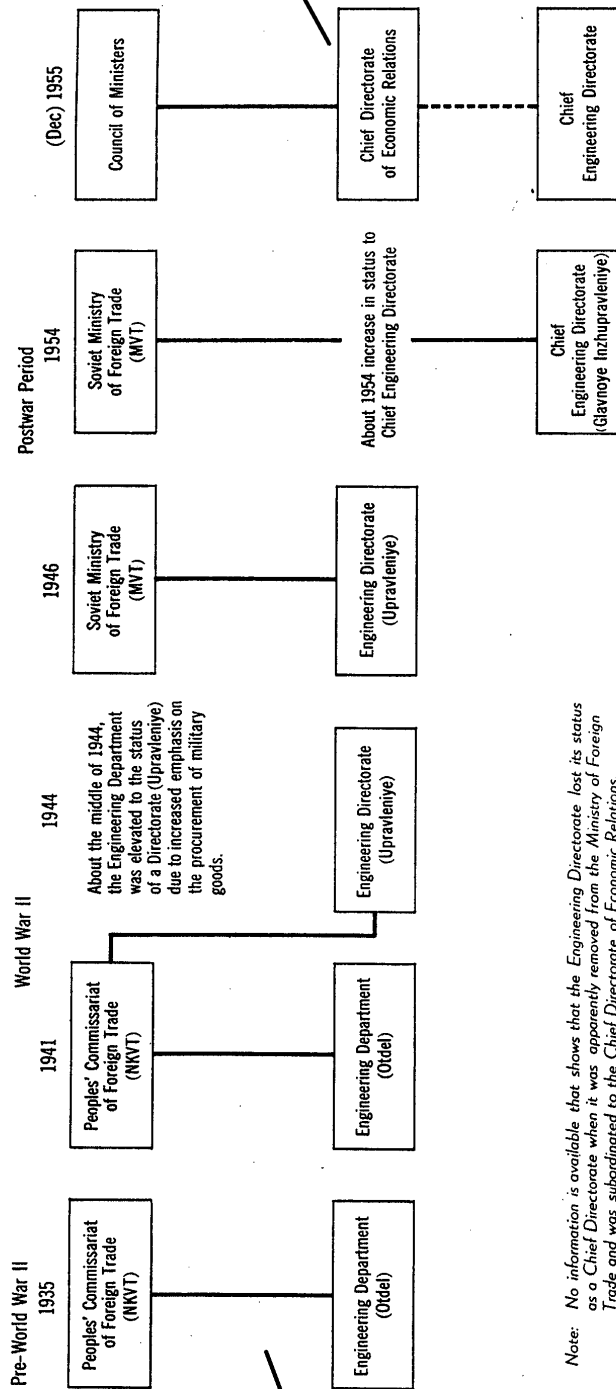 Pre-World War II
1935
Peoples' Commissariat
of Foreign Trade
(NKVT)
Engineering Department
(Otdel)
World War II
1941
Peoples' Commissariat
of Foreign Trade
(NKVT)
Engineering Department
(Otdel)
1944
About the middle of 1944,
the Engineering Department
was elevated to the status
of a Directorate (Upravleniye)
due to increased emphasis on
the procurement of military
goods.
Engineering Directorate
(Upravleniye)
Postwar Period
1946
Soviet Ministry
of Foreign Trade
(MVT)
Engineering Directorate
(Upravleniye)
1954
Soviet Ministry
of Foreign Trade
(MVT)
About 1954 increase in status to
Chief Engineering Directorate
Chief
Engineering Directorate
(Glavnoye Inzhupravleniye)
(Dec) 1955
Council of Ministers
Chief Directorate
of Economic Relations
Chief
Engineering Directorate
Note: No information is available that shows that the Engineering Directorate lost its status
as a Chief Directorate when it was apparently removed from the Ministry of Foreign
Trade and was subordinated to the Chief Directorate of Economic Relations.